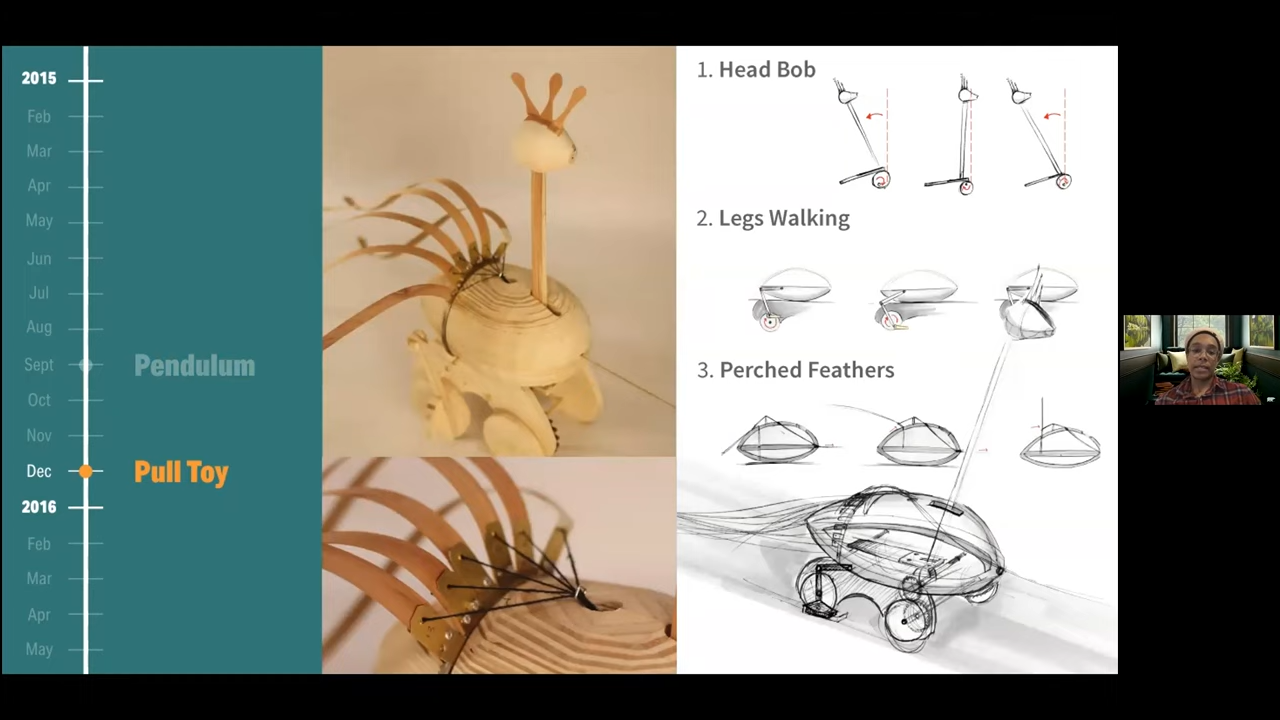 2015
Feb
Mar
Apr
May
Jun
Jul
Aug
Sept
Pendulum
Oct
Nov
Dec
Pull Toy
2016
Feb
Mar
Apr
May
1. Head Bob
2. Legs Walking
3. Perched Feathers